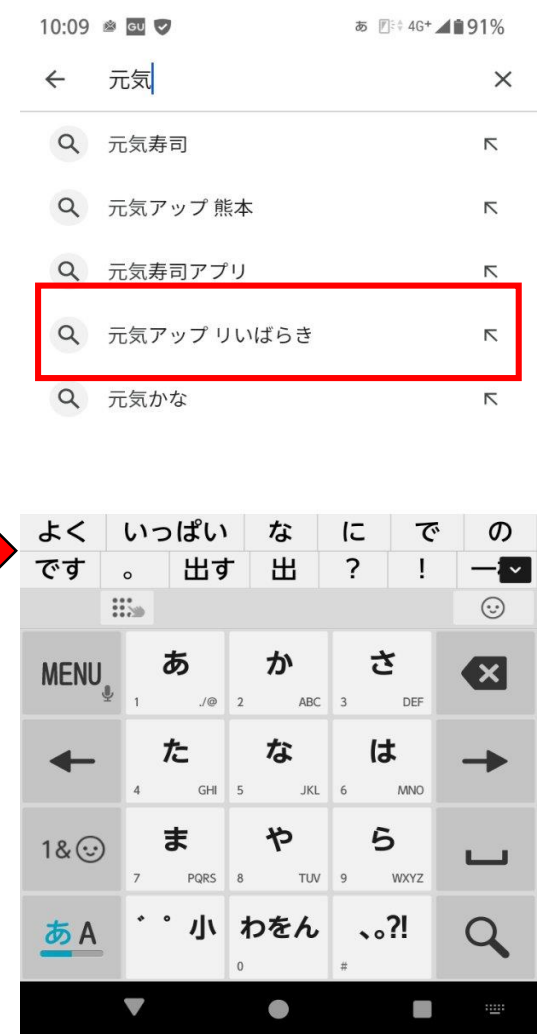 10:09 GU あ 4G+ 91%
元気
元気寿司
元気アップ 熊本
元気寿司アプリ
元気アップ リいばらき
元気かな
よく いっぱい な に で の
です 。 出す 出 ? !
MENU あ か さ
1 ./@ 2 ABC 3 DEF
た な は
4 GHI 5 JKL 6 MNO
1& ま や ら
7 PQRS 8 TUV 9 WXYZ
あA ゛゜小 わをん 、。?!
0 #